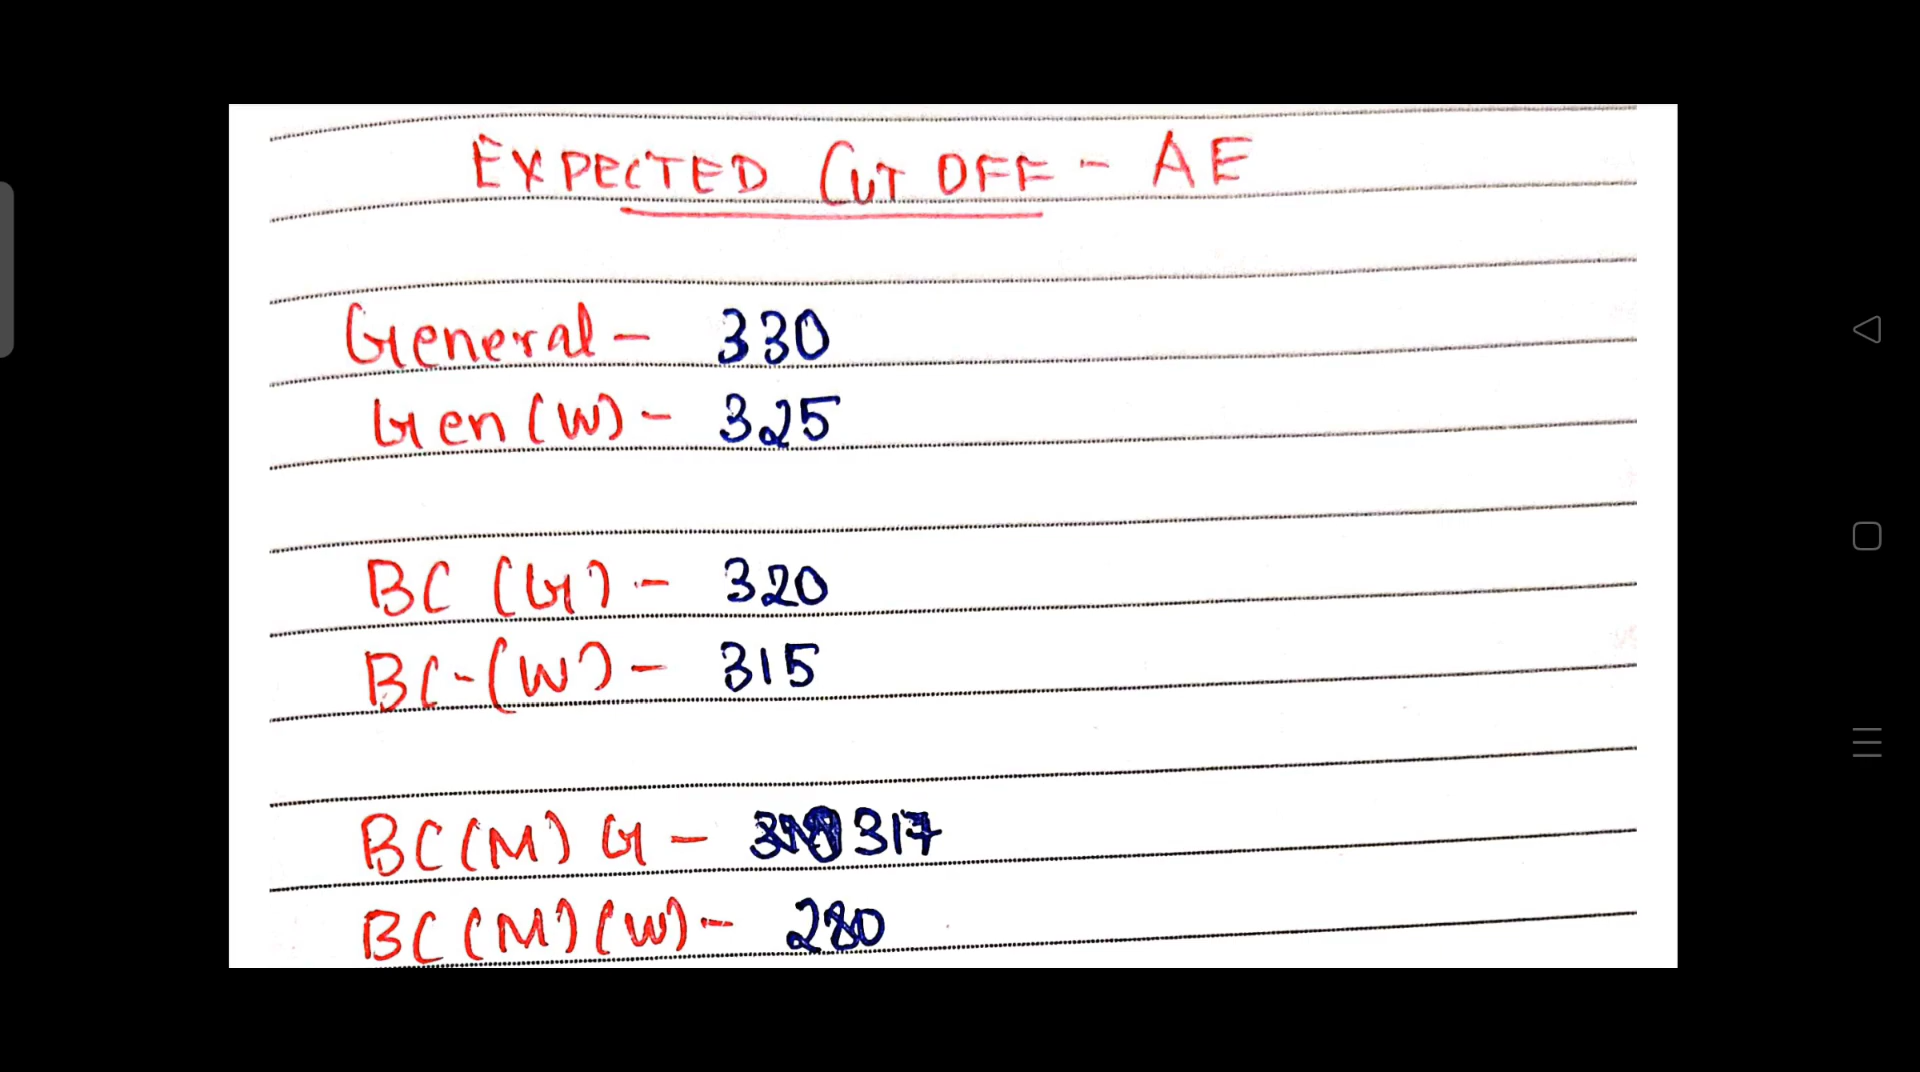 EXPECTED CUT OFF - AE
General - 330
Gen (W) - 325
BC (G) - 320
BC - (W) - 315
BC (M) G - 317
BC (M) (W) - 280